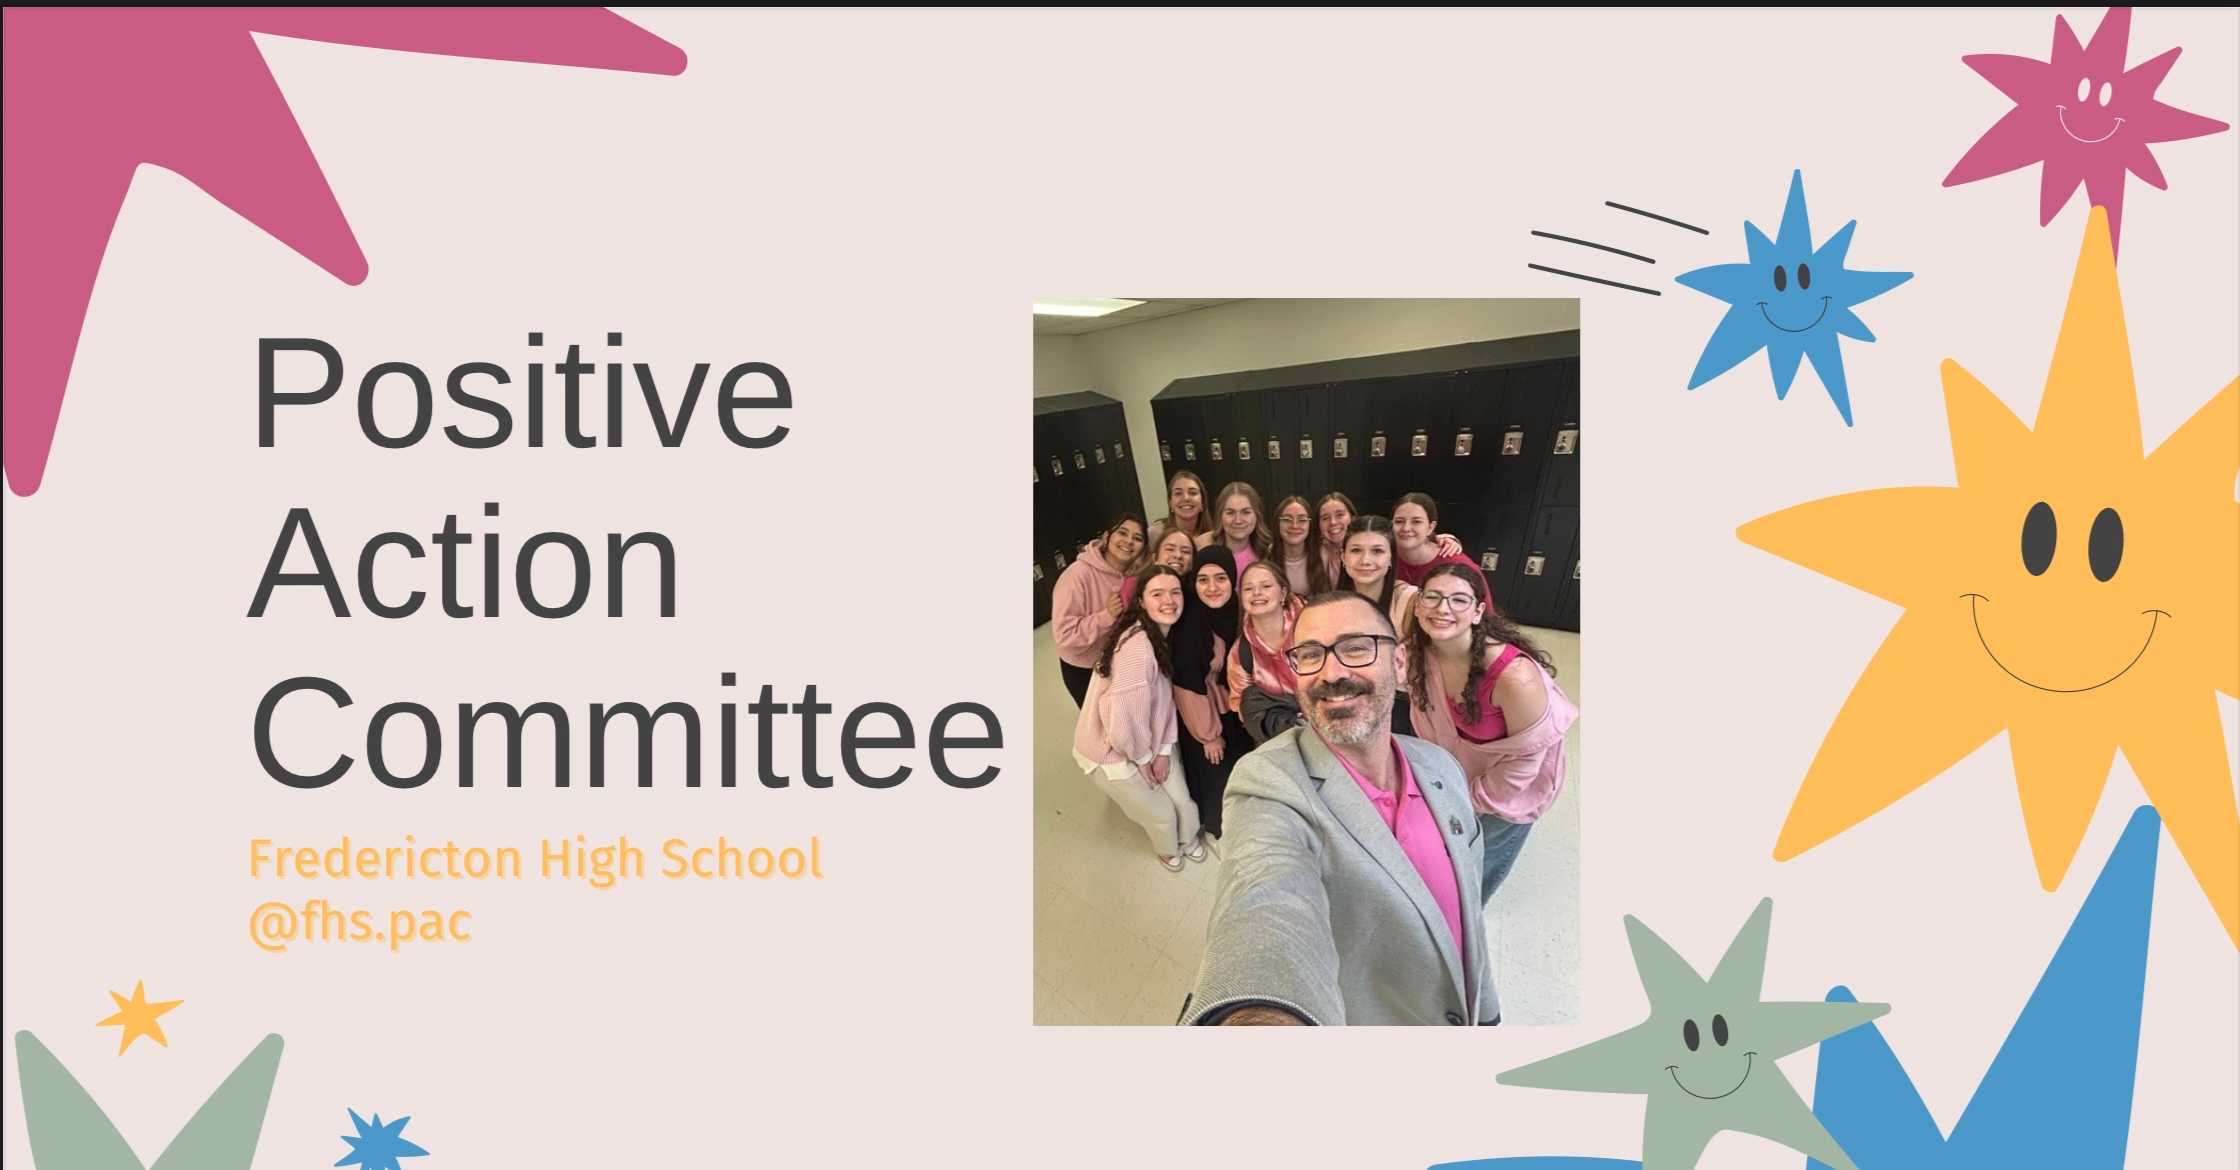 Positive
Action
Committee
Fredericton High School
@fhs.pac